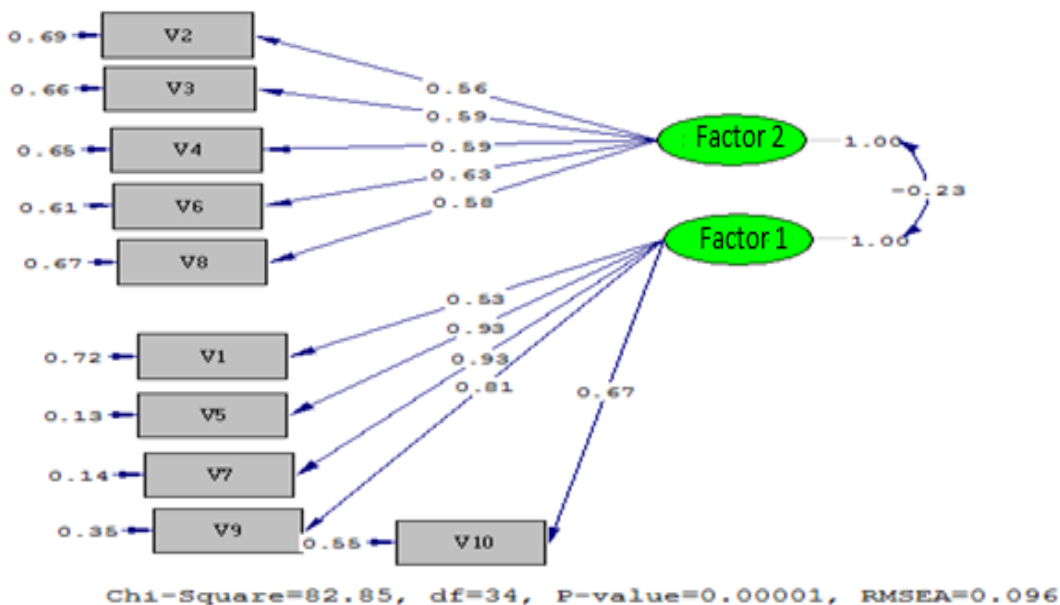 0.69 V2
0.56
0.66 V3
0.59
Factor 2 1.00
0.65 V4 0.59
0.63
-0.23
0.61 V6
0.58
Factor 1 1.00
0.67 V8
0.53
0.93
0.72 V1
0.93
0.81 0.67
0.13 V5
0.14 V7
0.35 V9
0.55 V10
Chi-Square=82.85, df=34, P-value=0.00001, RMSEA=0.096